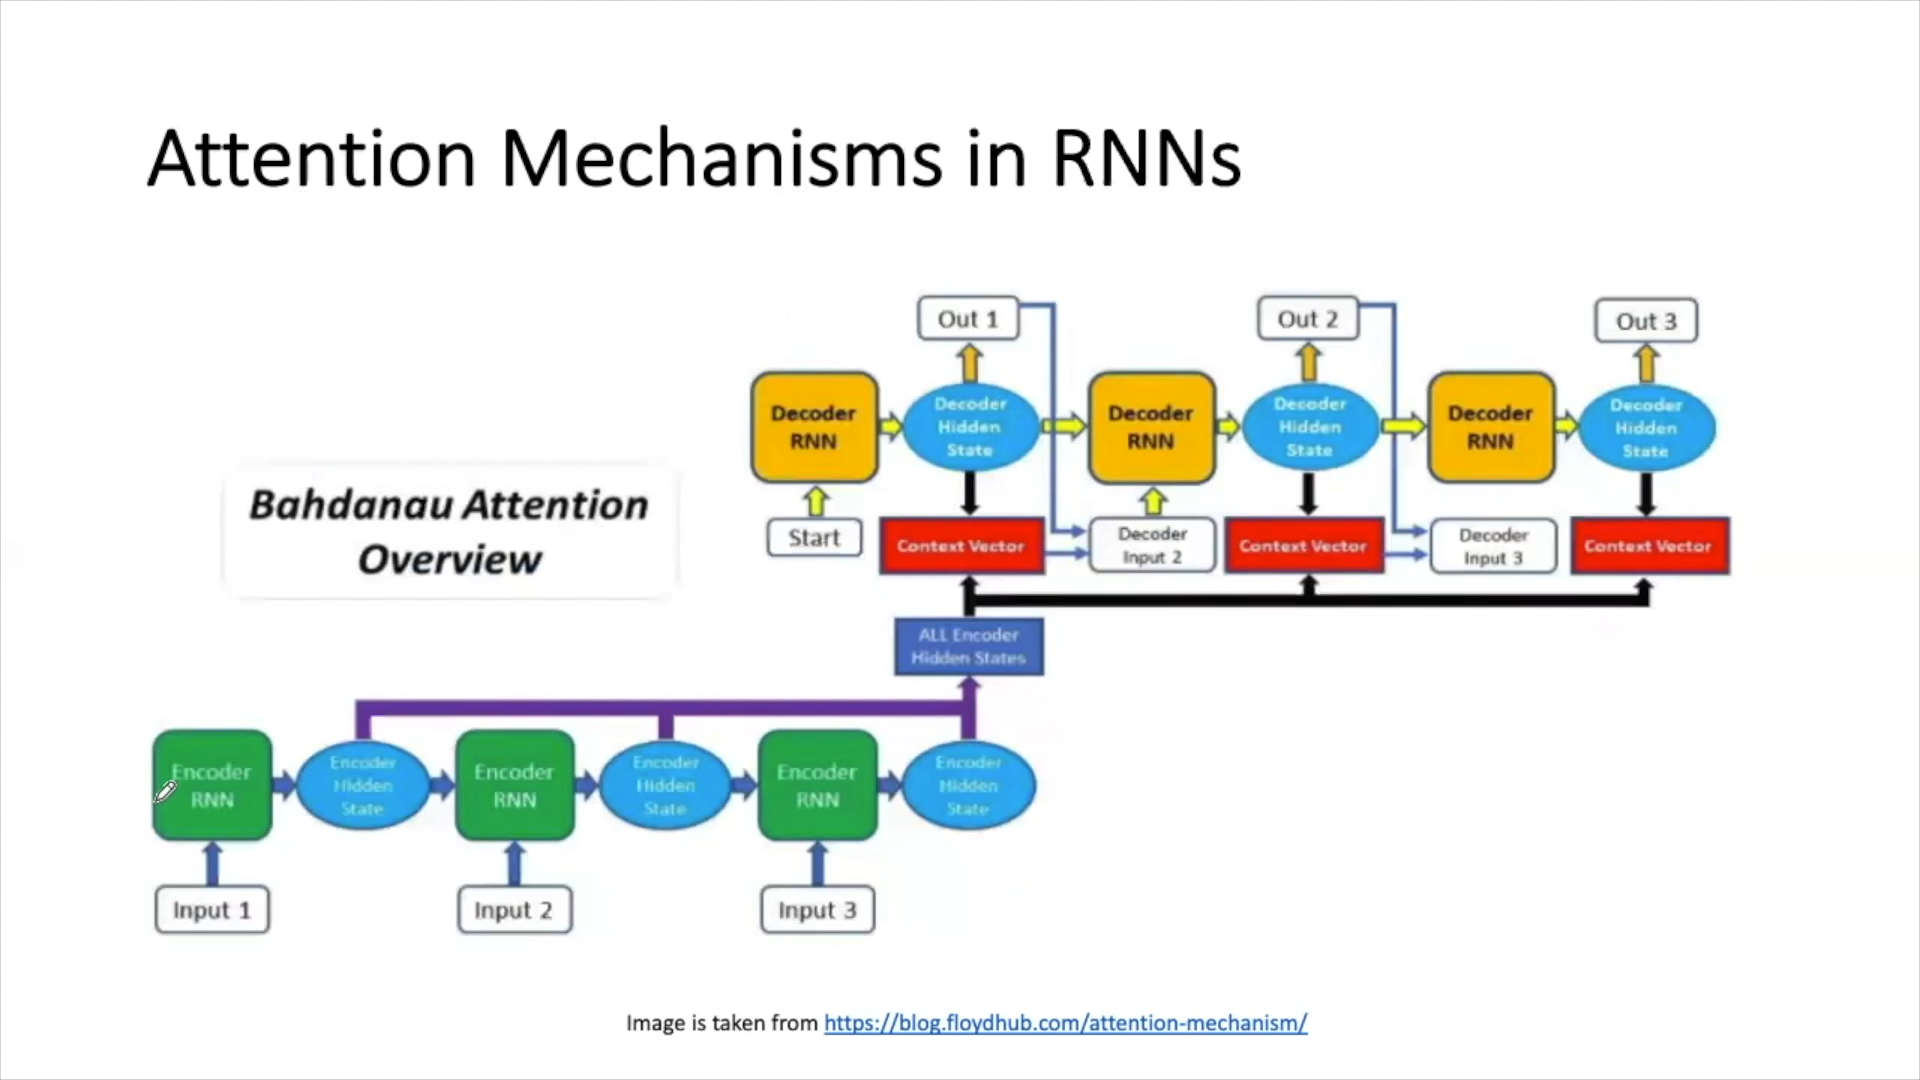 Attention Mechanisms in RNNs
Out 1
Out 2
Out 3
Decoder
RNN
Decoder
Hidden
State
Decoder
RNN
Decoder
Hidden
State
Decoder
RNN
Decoder
Hidden
State
Start
Context Vector
Decoder
Input 2
Context Vector
Decoder
Input 3
Context Vector
Bahdanau Attention
Overview
ALL Encoder
Hidden States
Encoder
RNN
Encoder
Hidden
State
Encoder
RNN
Encoder
Hidden
State
Encoder
RNN
Encoder
Hidden
State
Input 1
Input 2
Input 3
Image is taken from https://blog.floydhub.com/attention-mechanism/